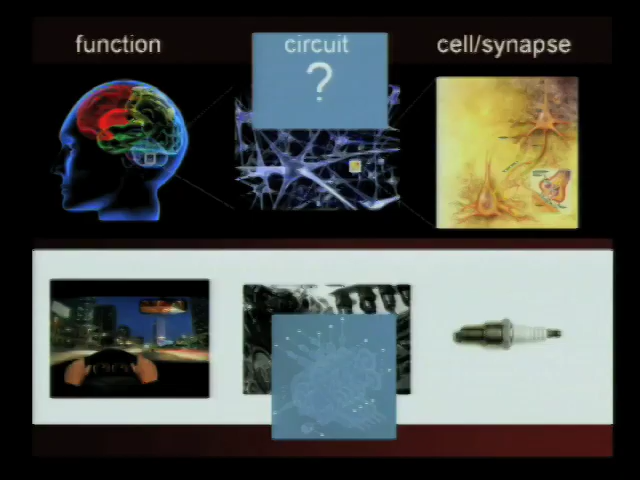 function
circuit
cell/synapse
?